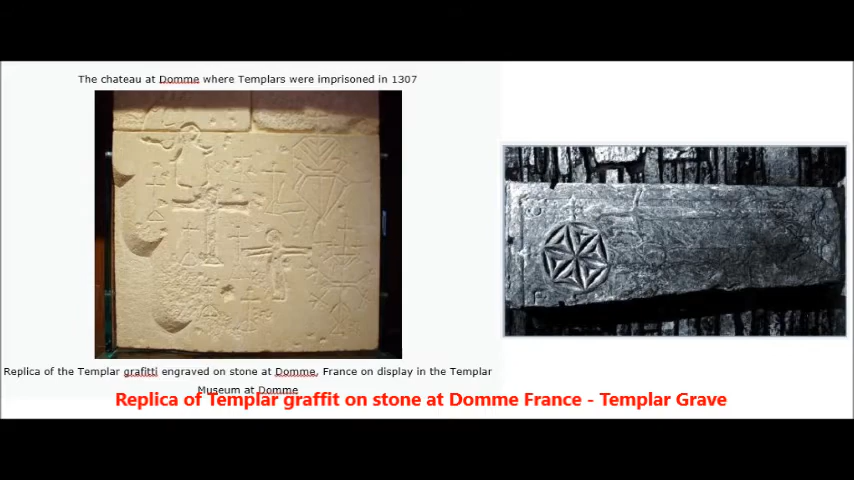 The chateau at Domme where Templars were imprisoned in 1307
Replica of the Templar grafitti engraved on stone at Domme, France on display in the Templar
Museum at Domme
Replica of Templar graffit on stone at Domme France - Templar Grave